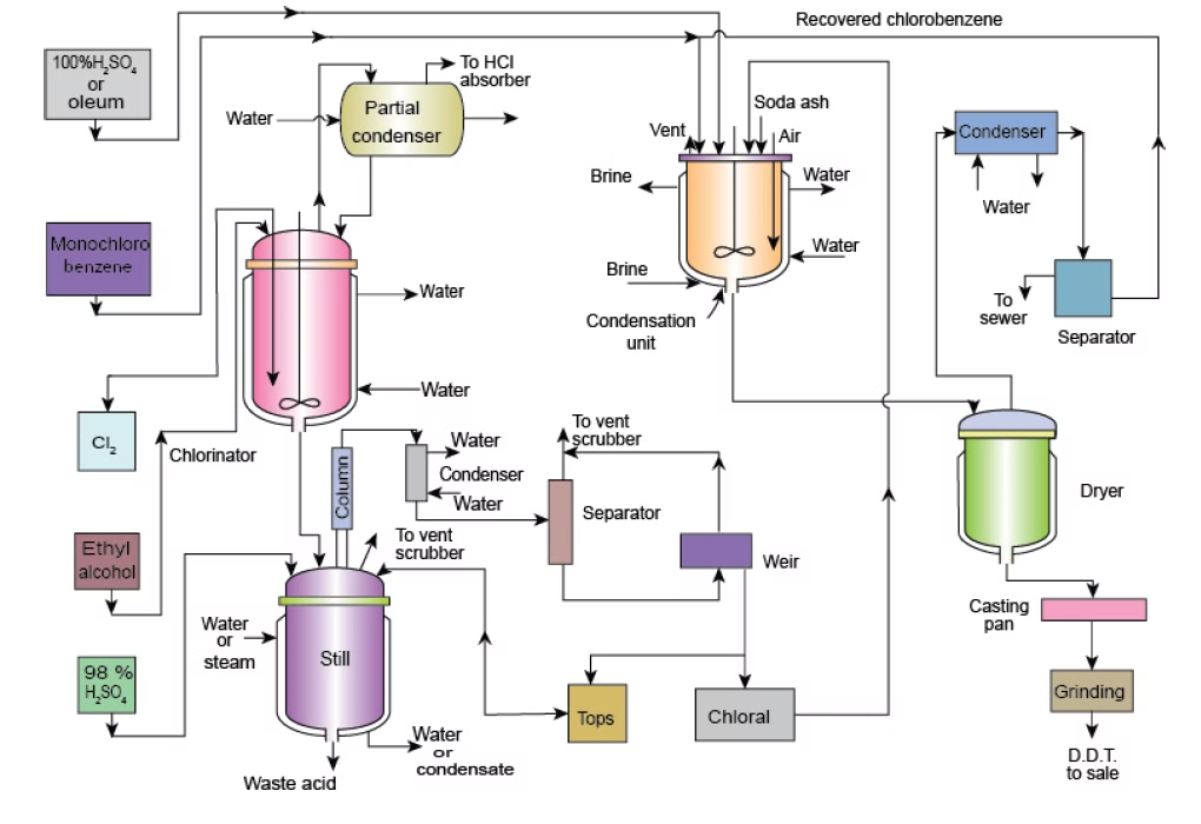 Recovered chlorobenzene
100%H₂SO₄
or
oleum
To HCl
absorber
Partial
condenser
Water
Soda ash
Vent
Air
Condenser
Brine
Water
Water
Monochloro
benzene
Water
Brine
To
sewer
Separator
Water
Condensation
unit
Water
Cl₂
Chlorinator
To vent
scrubber
Water
Condenser
Water
Column
Separator
Dryer
To vent
scrubber
Ethyl
alcohol
Weir
Casting
pan
Water
or
steam
Still
98 %
H₂SO₄
Tops
Chloral
Grinding
Water
or
condensate
Waste acid
D.D.T.
to sale